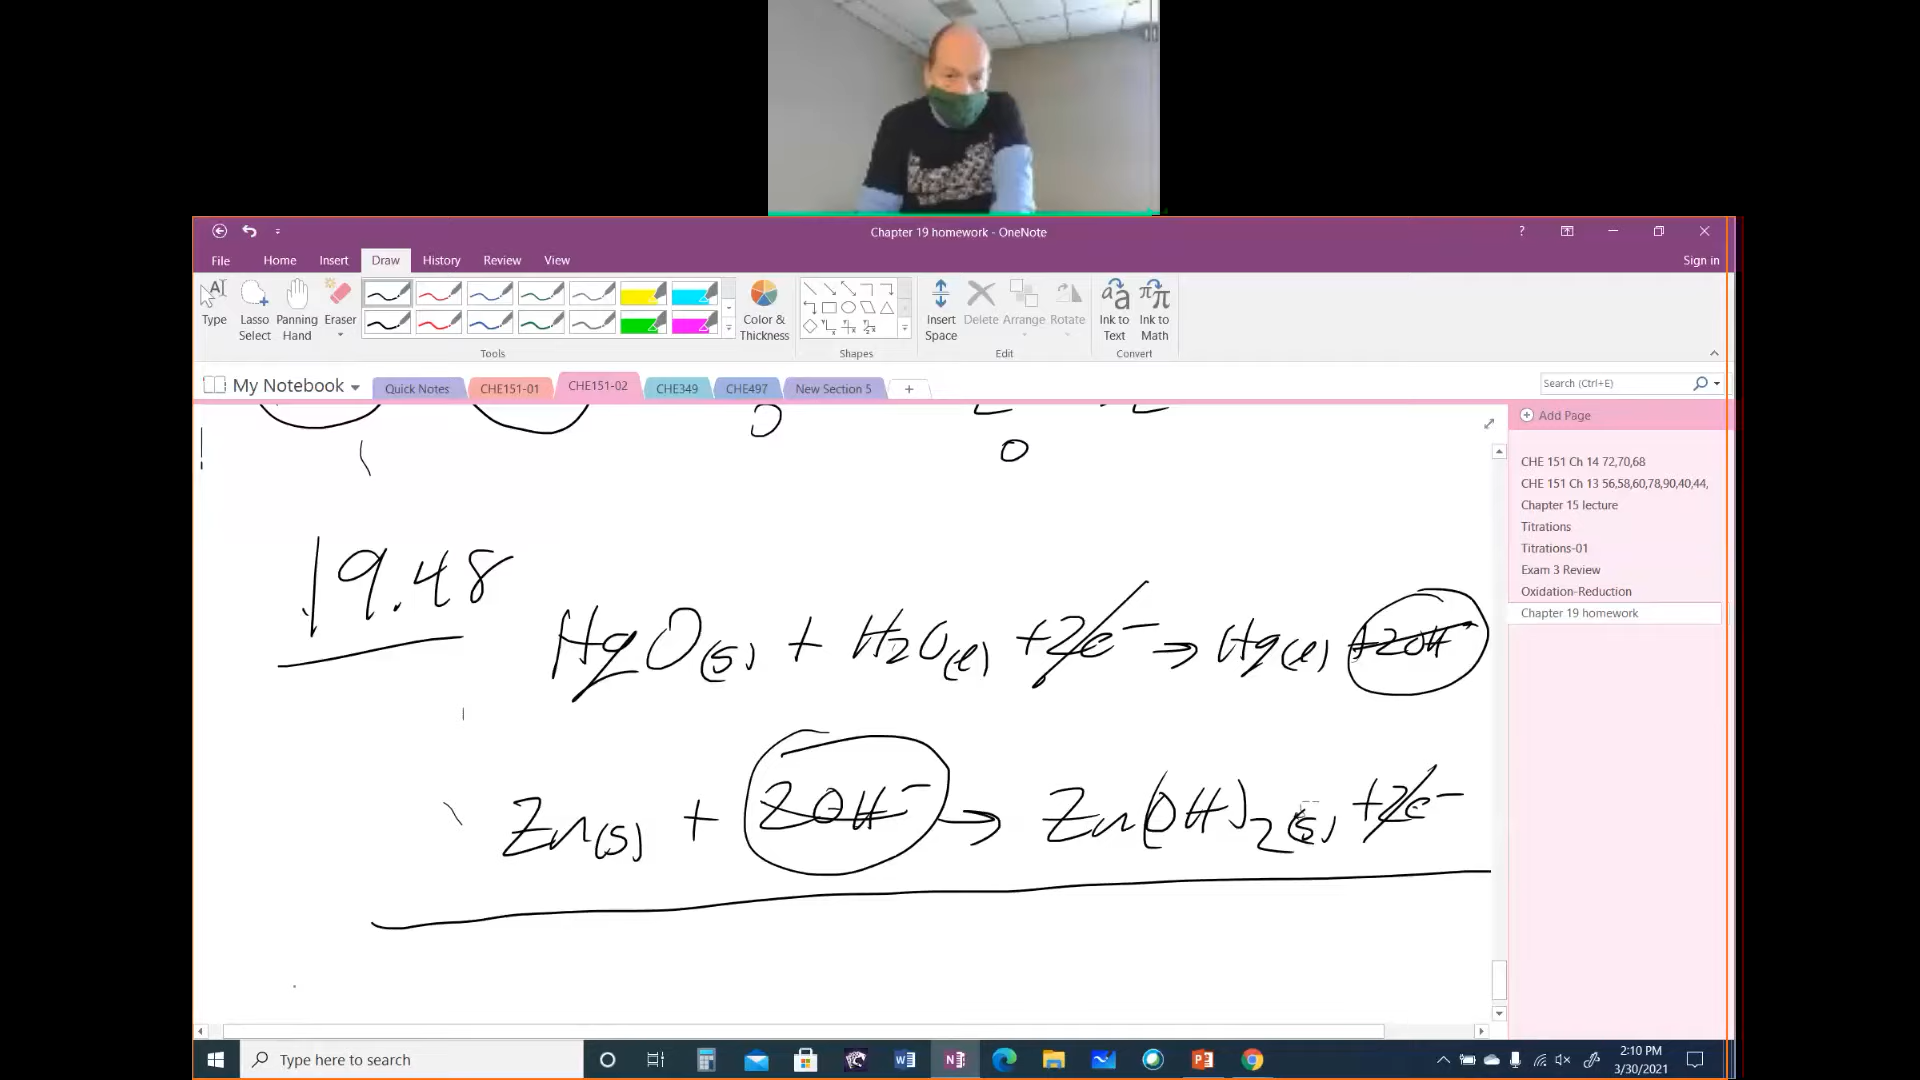 Chapter 19 homework - OneNote
?
File Home Insert Draw History Review View
Sign in
Type
Lasso Select
Panning Hand
Eraser
Color & Thickness
Insert Space
Delete
Arrange
Rotate
Ink to Text
Ink to Math
Tools
Shapes
Edit
Convert
My Notebook
Quick Notes CHE151-01 CHE151-02 CHE349 CHE497 New Section 5 +
Search (Ctrl+E)
Add Page
CHE 151 Ch 14 72,70,68
CHE 151 Ch 13 56,58,60,78,90,40,44,
Chapter 15 lecture
Titrations
Titrations-01
Exam 3 Review
Oxidation-Reduction
Chapter 19 homework
0
19.48
HgO(s) + H2O(l) + 2e- → Hg(l) + 2OH-
Zn(s) + 2OH- → Zn(OH)2(s) + 2e-
Type here to search
2:10 PM
3/30/2021